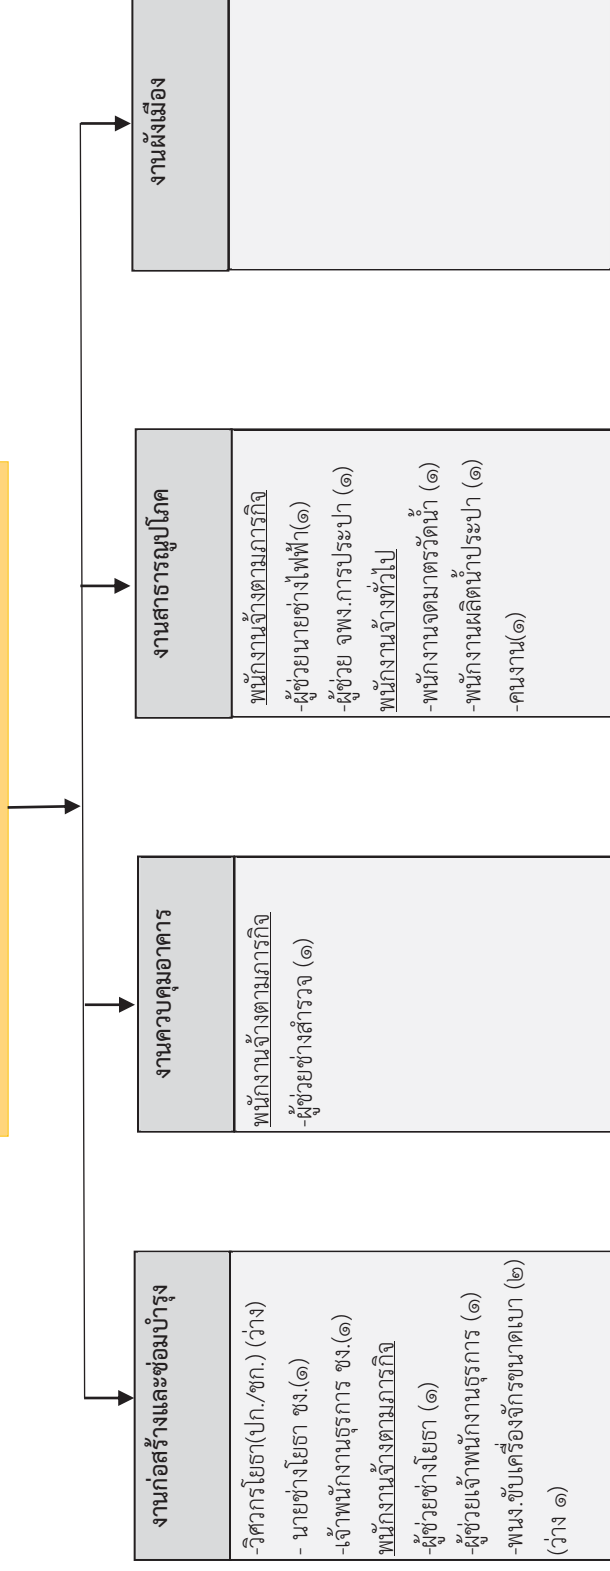 งานก่อสร้างและซ่อมบำรุง
-วิศวกรโยธา(ปก./ชก.) (ว่าง)
- นายช่างโยธา ชง.(๑)
-เจ้าพนักงานธุรการ ชง.(๑)
พนักงานจ้างตามภารกิจ
-ผู้ช่วยช่างโยธา (๑)
-ผู้ช่วยเจ้าพนักงานธุรการ (๑)
-พนง.ขับเครื่องจักรขนาดเบา (๒)
(ว่าง ๑)
งานควบคุมอาคาร
พนักงานจ้างตามภารกิจ
-ผู้ช่วยช่างสำรวจ (๑)
งานสาธารณูปโภค
พนักงานจ้างตามภารกิจ
-ผู้ช่วยนายช่างไฟฟ้า(๑)
-ผู้ช่วย จพง.การประปา (๑)
พนักงานจ้างทั่วไป
-พนักงานจดมาตรวัดน้ำ (๑)
-พนักงานผลิตน้ำประปา (๑)
-คนงาน(๑)
งานผังเมือง